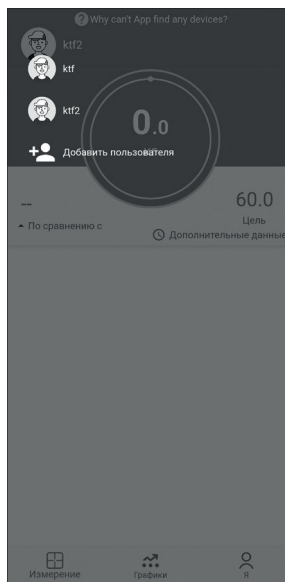 Why can't App find any devices?
ktf2
ktf
ktf2
0.0
Добавить пользователя
--
60.0
Цель
По сравнению с
Дополнительные данные
Измерение
Графики
Я